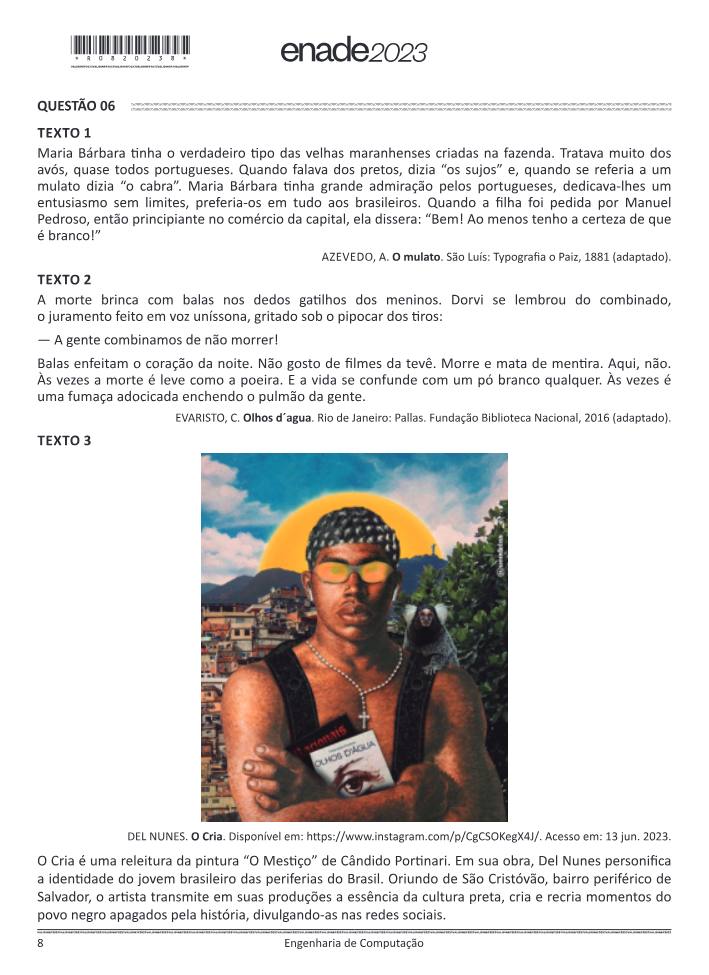 *R0820238*
enade2023
QUESTÃO 06
TEXTO 1
Maria Bárbara tinha o verdadeiro tipo das velhas maranhenses criadas na fazenda. Tratava muito dos
avós, quase todos portugueses. Quando falava dos pretos, dizia “os sujos” e, quando se referia a um
mulato dizia “o cabra”. Maria Bárbara tinha grande admiração pelos portugueses, dedicava-lhes um
entusiasmo sem limites, preferia-os em tudo aos brasileiros. Quando a filha foi pedida por Manuel
Pedroso, então principiante no comércio da capital, ela dissera: “Bem! Ao menos tenho a certeza de que
é branco!”
AZEVEDO, A. O mulato. São Luís: Typografia o Paiz, 1881 (adaptado).
TEXTO 2
A morte brinca com balas nos dedos gatilhos dos meninos. Dorvi se lembrou do combinado,
o juramento feito em voz uníssona, gritado sob o pipocar dos tiros:
— A gente combinamos de não morrer!
Balas enfeitam o coração da noite. Não gosto de filmes da tevê. Morre e mata de mentira. Aqui, não.
Às vezes a morte é leve como a poeira. E a vida se confunde com um pó branco qualquer. Às vezes é
uma fumaça adocicada enchendo o pulmão da gente.
EVARISTO, C. Olhos d´agua. Rio de Janeiro: Pallas. Fundação Biblioteca Nacional, 2016 (adaptado).
TEXTO 3
OLHOS D'ÁGUA
DEL NUNES. O Cria. Disponível em: https://www.instagram.com/p/CgCSOKegX4J/. Acesso em: 13 jun. 2023.
O Cria é uma releitura da pintura “O Mestiço” de Cândido Portinari. Em sua obra, Del Nunes personifica
a identidade do jovem brasileiro das periferias do Brasil. Oriundo de São Cristóvão, bairro periférico de
Salvador, o artista transmite em suas produções a essência da cultura preta, cria e recria momentos do
povo negro apagados pela história, divulgando-as nas redes sociais.
8
Engenharia de Computação